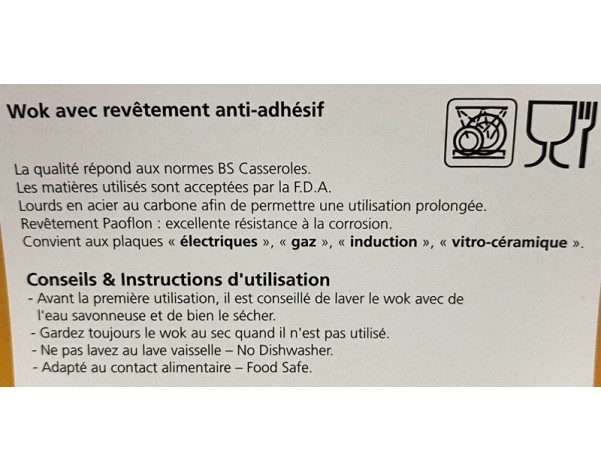 Wok avec revêtement anti-adhésif
La qualité répond aux normes BS Casseroles.
Les matières utilisés sont acceptées par la F.D.A.
Lourds en acier au carbone afin de permettre une utilisation prolongée.
Revêtement Paoflon : excellente résistance à la corrosion.
Convient aux plaques « électriques », « gaz », « induction », « vitro-céramique ».
Conseils & Instructions d'utilisation
- Avant la première utilisation, il est conseillé de laver le wok avec de
l'eau savonneuse et de bien le sécher.
- Gardez toujours le wok au sec quand il n'est pas utilisé.
- Ne pas lavez au lave vaisselle – No Dishwasher.
- Adapté au contact alimentaire – Food Safe.